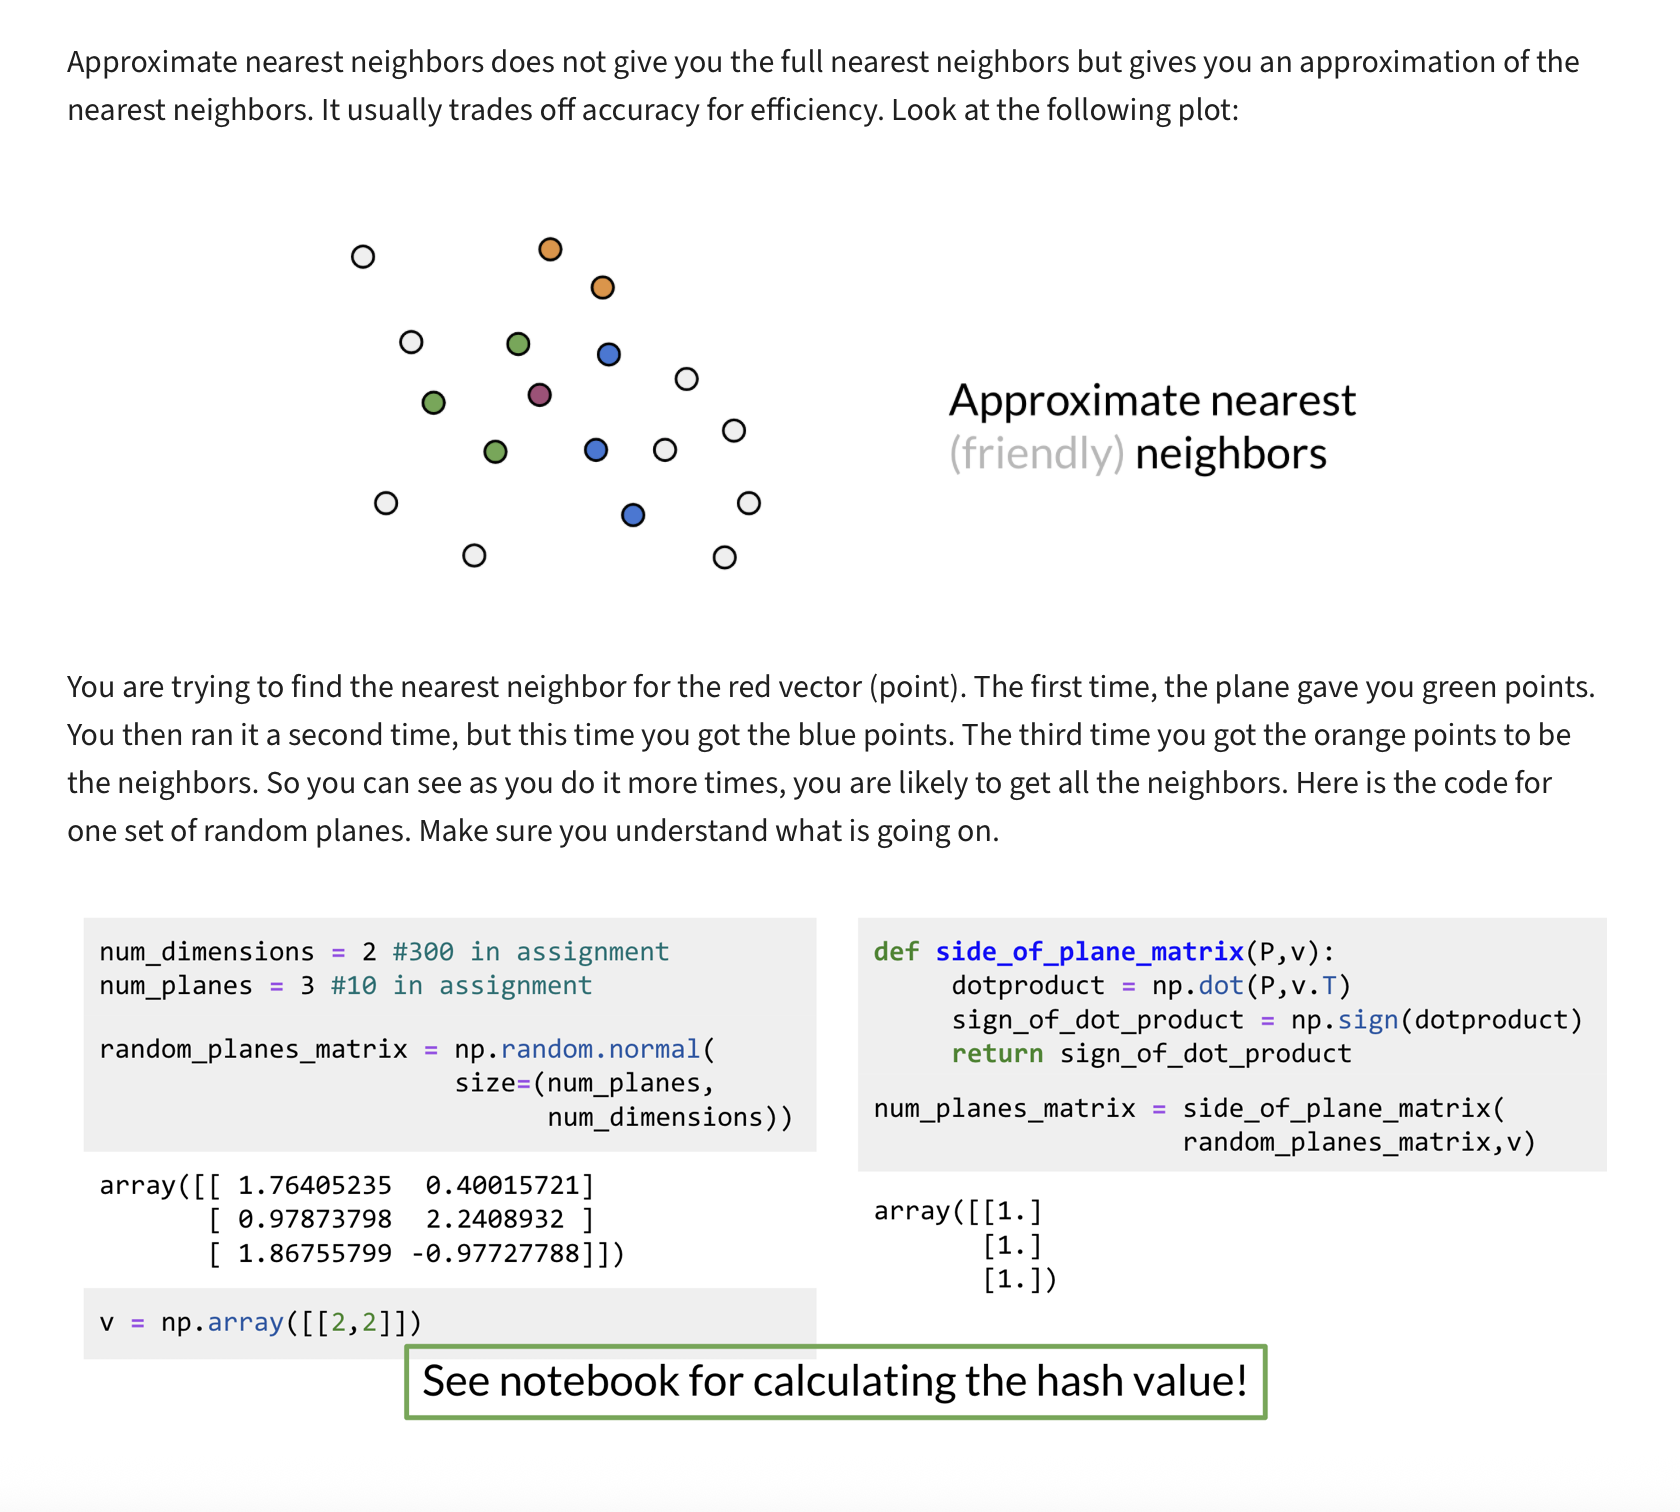 Approximate nearest neighbors does not give you the full nearest neighbors but gives you an approximation of the
nearest neighbors. It usually trades off accuracy for efficiency. Look at the following plot:
Approximate nearest
(friendly) neighbors
You are trying to find the nearest neighbor for the red vector (point). The first time, the plane gave you green points.
You then ran it a second time, but this time you got the blue points. The third time you got the orange points to be
the neighbors. So you can see as you do it more times, you are likely to get all the neighbors. Here is the code for
one set of random planes. Make sure you understand what is going on.
num_dimensions = 2 #300 in assignment
num_planes = 3 #10 in assignment
random_planes_matrix = np.random.normal(
size=(num_planes,
num_dimensions))
array([[ 1.76405235 0.40015721]
[ 0.97873798 2.2408932 ]
[ 1.86755799 -0.97727788]])
v = np.array([[2,2]])
def side_of_plane_matrix(P,v):
dotproduct = np.dot(P,v.T)
sign_of_dot_product = np.sign(dotproduct)
return sign_of_dot_product
num_planes_matrix = side_of_plane_matrix(
random_planes_matrix,v)
array([[1.]
[1.]
[1.])
See notebook for calculating the hash value!